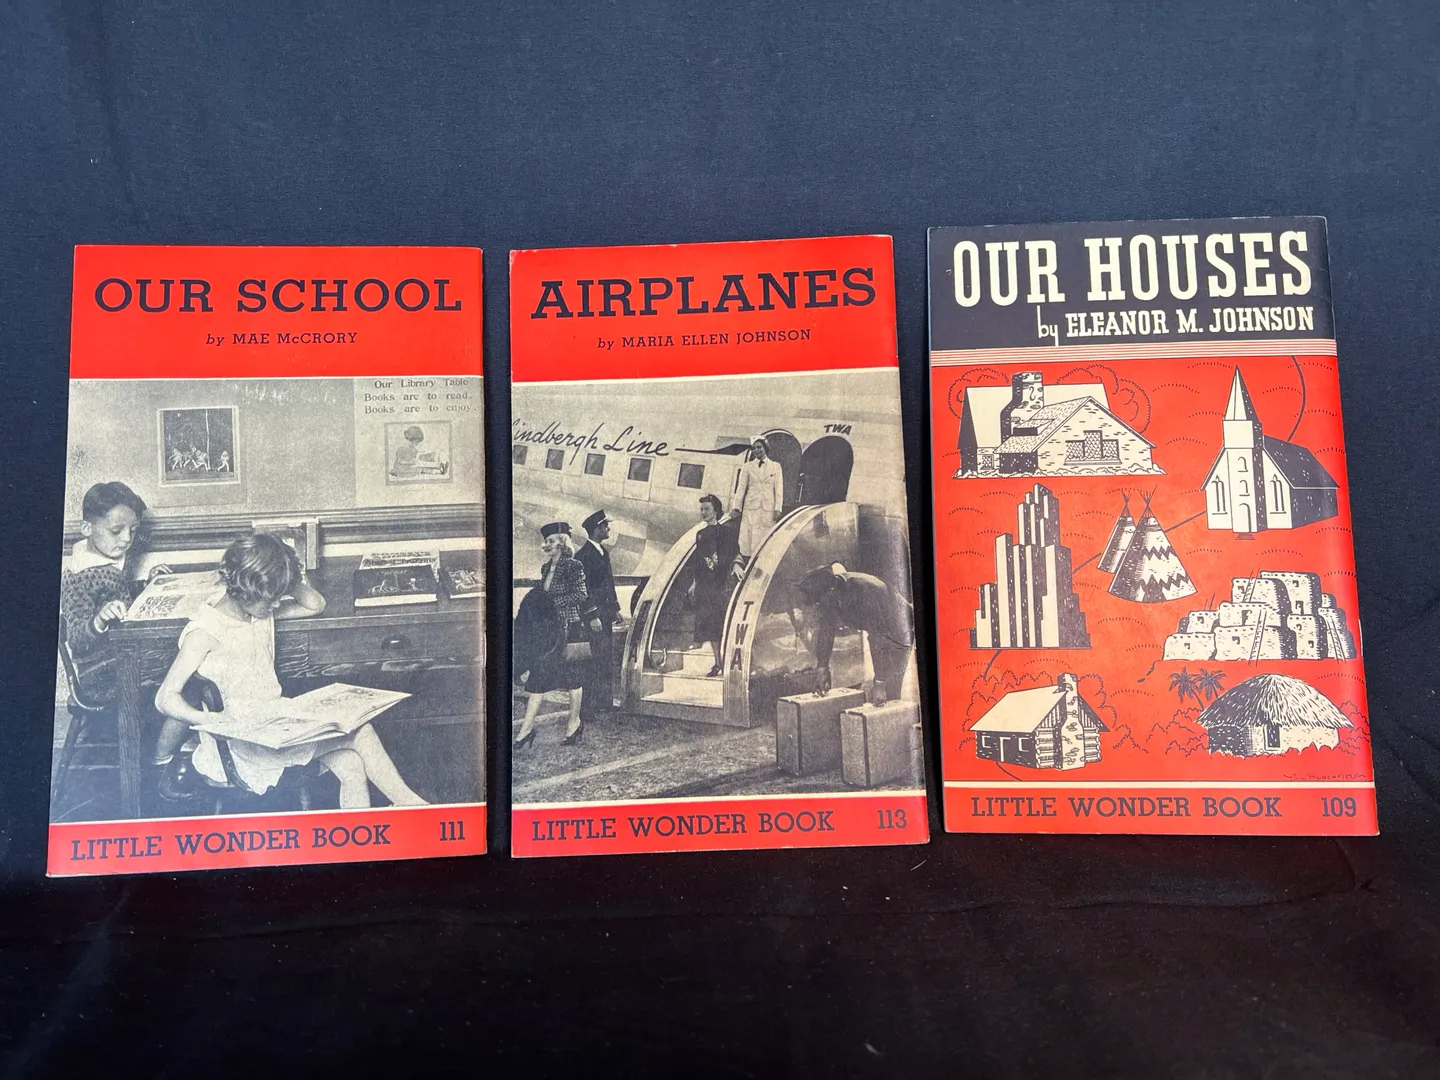 OUR SCHOOL
by MAE McCRORY
Our Library Table
Books are to read.
Books are to enjoy.
LITTLE WONDER BOOK 111
AIRPLANES
by MARIA ELLEN JOHNSON
indbergh Line
TWA
TWA
LITTLE WONDER BOOK 113
OUR HOUSES
by ELEANOR M. JOHNSON
LITTLE WONDER BOOK 109